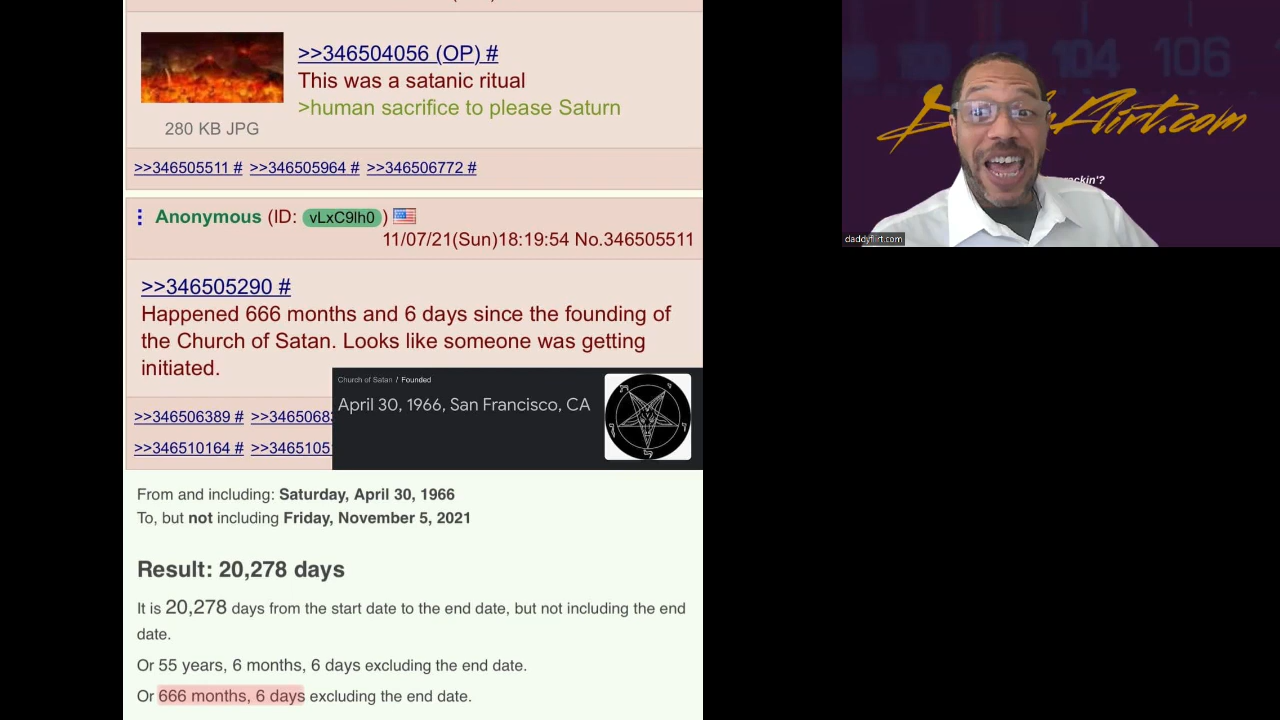 >>346504056 (OP) #
This was a satanic ritual
>human sacrifice to please Saturn
280 KB JPG
>>346505511 # >>346505964 # >>346506772 #
Anonymous (ID: vLxC9lh0)
11/07/21(Sun)18:19:54 No.346505511
>>346505290 #
Happened 666 months and 6 days since the founding of
the Church of Satan. Looks like someone was getting
initiated.
>>346506389 #
>>346510164 #
Church of Satan / Founded
April 30, 1966, San Francisco, CA
From and including: Saturday, April 30, 1966
To, but not including Friday, November 5, 2021
Result: 20,278 days
It is 20,278 days from the start date to the end date, but not including the end
date.
Or 55 years, 6 months, 6 days excluding the end date.
Or 666 months, 6 days excluding the end date.
104 106
daddyflirt.com